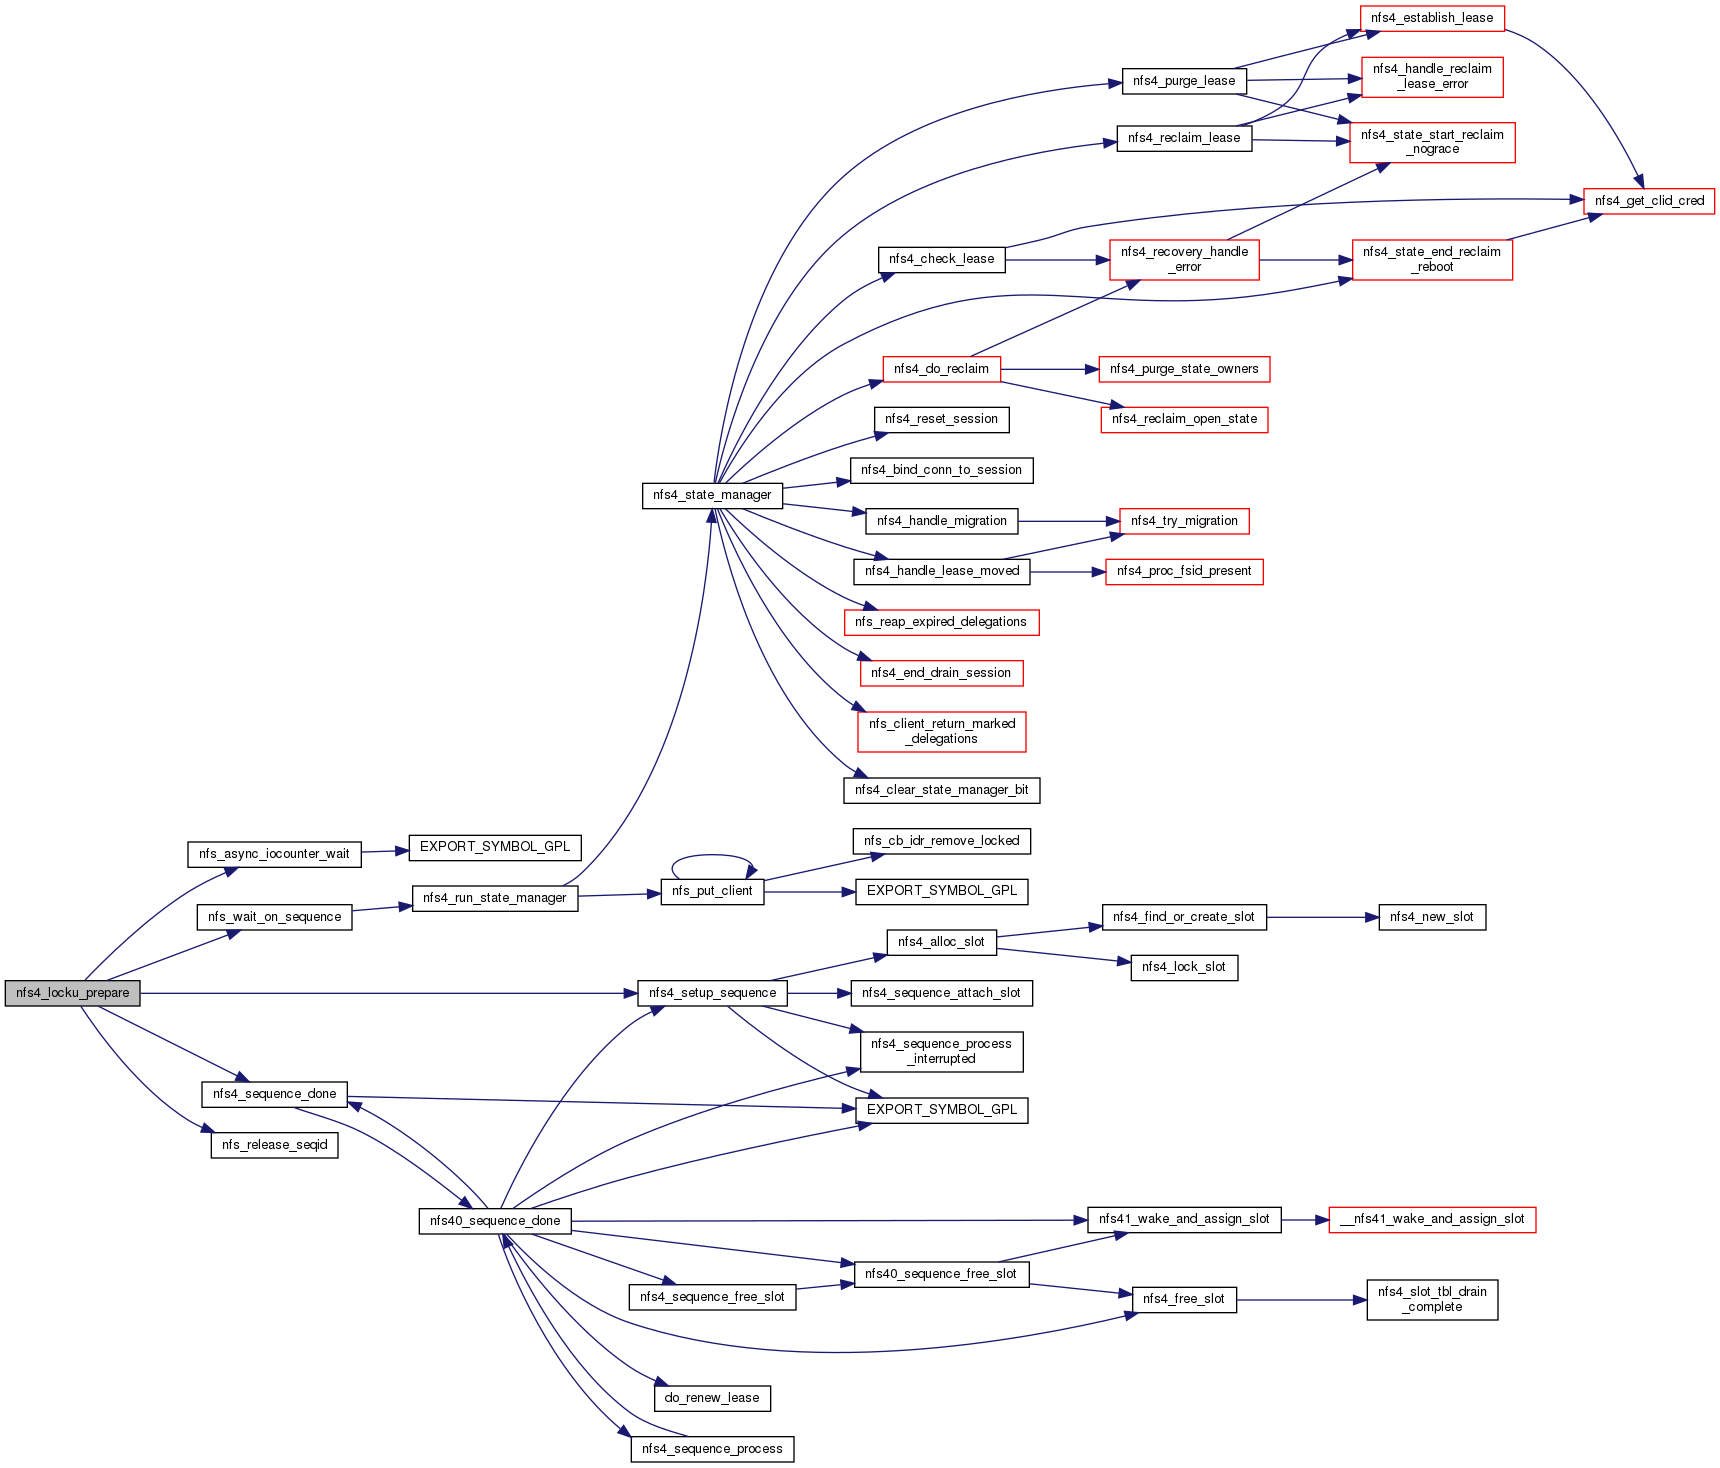 nfs4_establish_lease
nfs4_handle_reclaim
_lease_error
nfs4_purge_lease
nfs4_reclaim_lease
nfs4_state_start_reclaim
_nograce
nfs4_get_clid_cred
nfs4_check_lease
nfs4_recovery_handle
_error
nfs4_state_end_reclaim
_reboot
nfs4_do_reclaim
nfs4_purge_state_owners
nfs4_reset_session
nfs4_reclaim_open_state
nfs4_bind_conn_to_session
nfs4_state_manager
nfs4_handle_migration
nfs4_try_migration
nfs4_handle_lease_moved
nfs4_proc_fsid_present
nfs_reap_expired_delegations
nfs4_end_drain_session
nfs_client_return_marked
_delegations
nfs4_clear_state_manager_bit
nfs_async_iocounter_wait
EXPORT_SYMBOL_GPL
nfs_cb_idr_remove_locked
nfs4_run_state_manager
nfs_put_client
EXPORT_SYMBOL_GPL
nfs_wait_on_sequence
nfs4_find_or_create_slot
nfs4_new_slot
nfs4_alloc_slot
nfs4_lock_slot
nfs4_locku_prepare
nfs4_setup_sequence
nfs4_sequence_attach_slot
nfs4_sequence_process
_interrupted
nfs4_sequence_done
EXPORT_SYMBOL_GPL
nfs_release_seqid
nfs40_sequence_done
nfs41_wake_and_assign_slot
__nfs41_wake_and_assign_slot
nfs40_sequence_free_slot
nfs4_sequence_free_slot
nfs4_free_slot
nfs4_slot_tbl_drain
_complete
do_renew_lease
nfs4_sequence_process